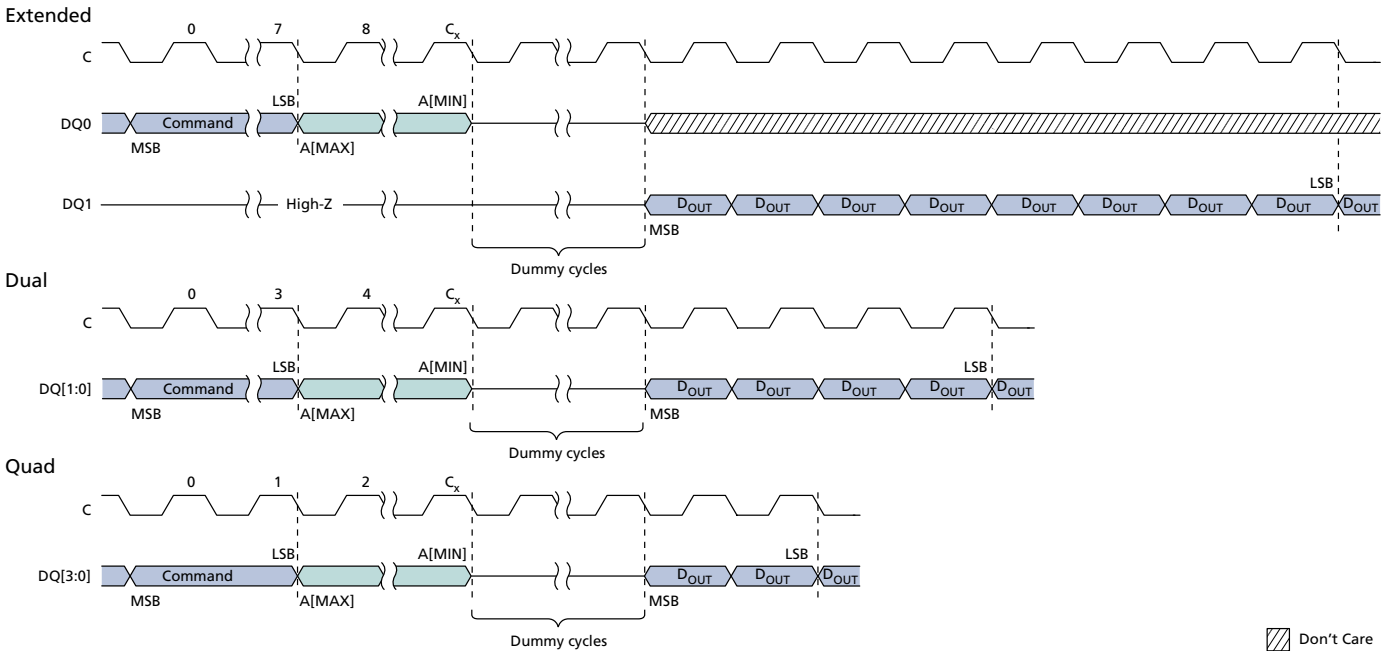 Extended
0 7 8 Cx
C
LSB A[MIN]
DQ0 Command
MSB A[MAX]
LSB
DQ1 High-Z DOUT DOUT DOUT DOUT DOUT DOUT DOUT DOUT DOUT
MSB
Dummy cycles
Dual
0 3 4 Cx
C
LSB A[MIN] LSB
DQ[1:0] Command DOUT DOUT DOUT DOUT DOUT
MSB A[MAX] MSB
Dummy cycles
Quad
0 1 2 Cx
C
LSB A[MIN] LSB
DQ[3:0] Command DOUT DOUT DOUT
MSB A[MAX] MSB
Dummy cycles
Don't Care